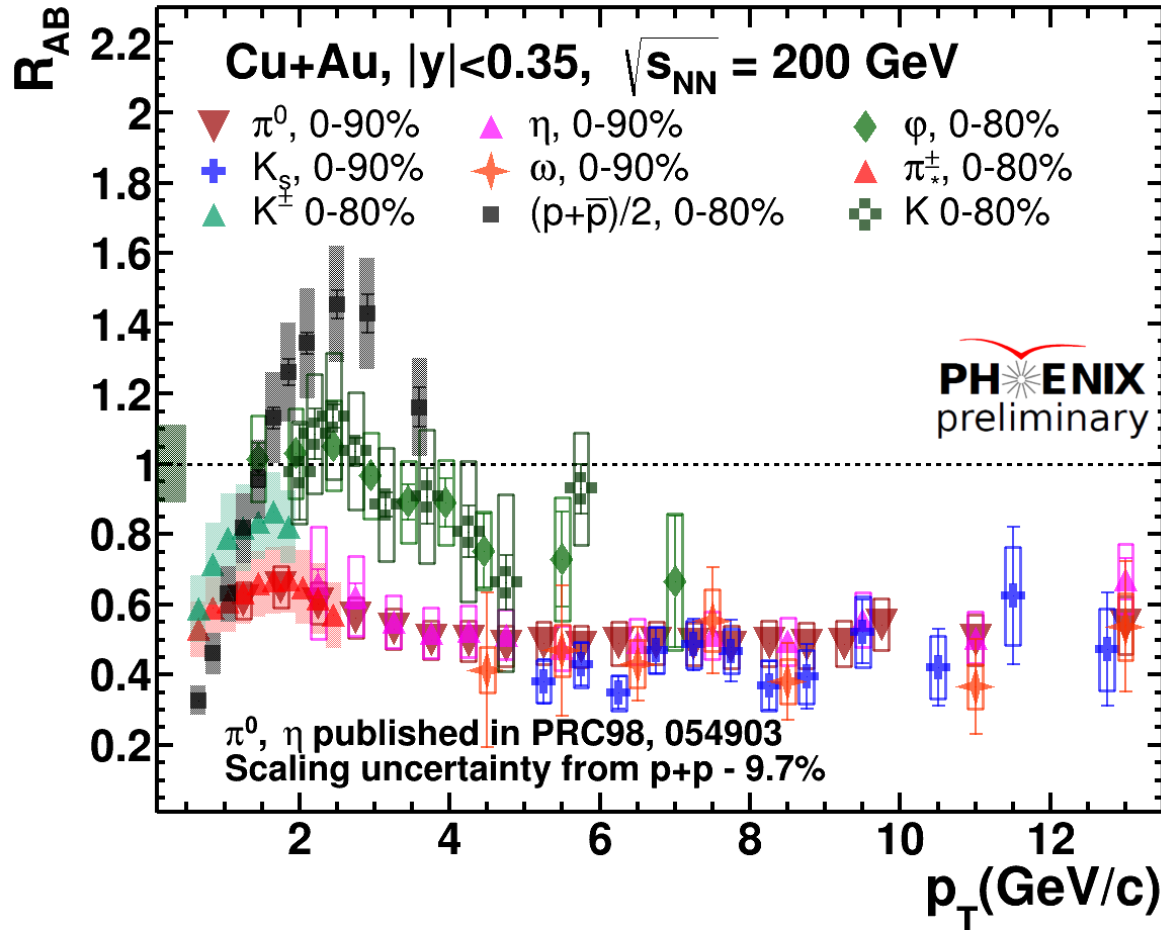 R_AB
2.2
2
1.8
1.6
1.4
1.2
1
0.8
0.6
0.4
0.2
Cu+Au, |y|<0.35, √s_NN = 200 GeV
π⁰, 0-90%
η, 0-90%
φ, 0-80%
K_s, 0-90%
ω, 0-90%
π±*, 0-80%
K± 0-80%
(p+p̅)/2, 0-80%
K 0-80%
PHENIX
preliminary
π⁰, η published in PRC98, 054903
Scaling uncertainty from p+p - 9.7%
2 4 6 8 10 12
p_T(GeV/c)